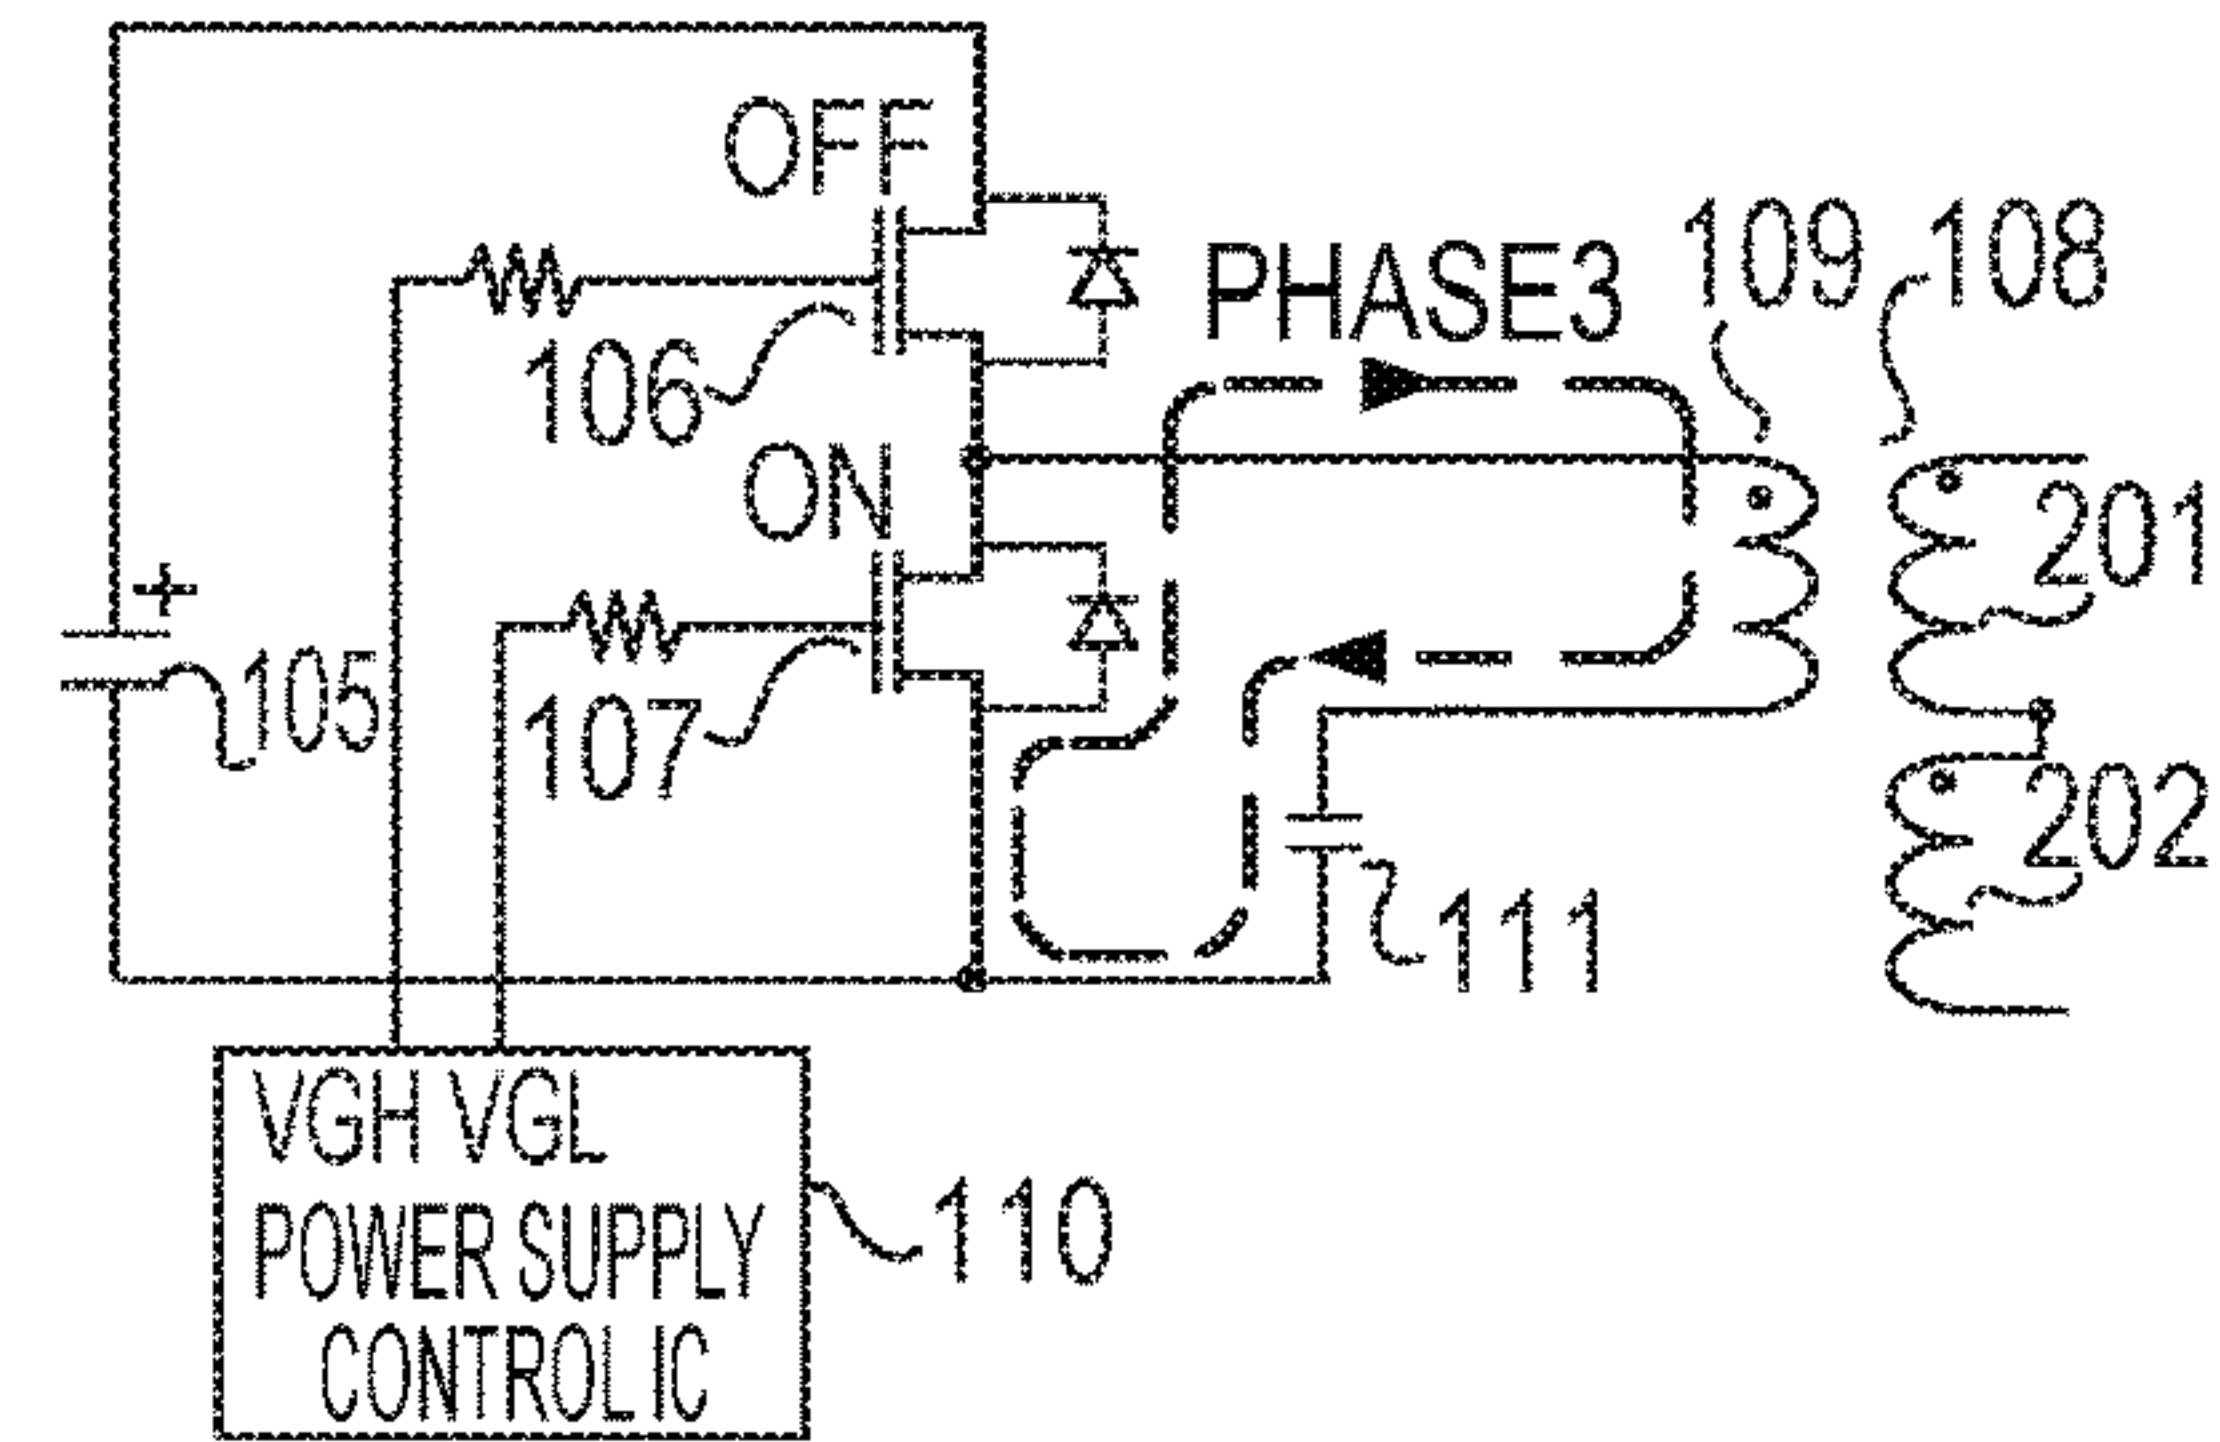 OFF
109
108
PHASE3
106
ON
201
+
105
107
202
111
VGH VGL
POWER SUPPLY
CONTROL IC
110